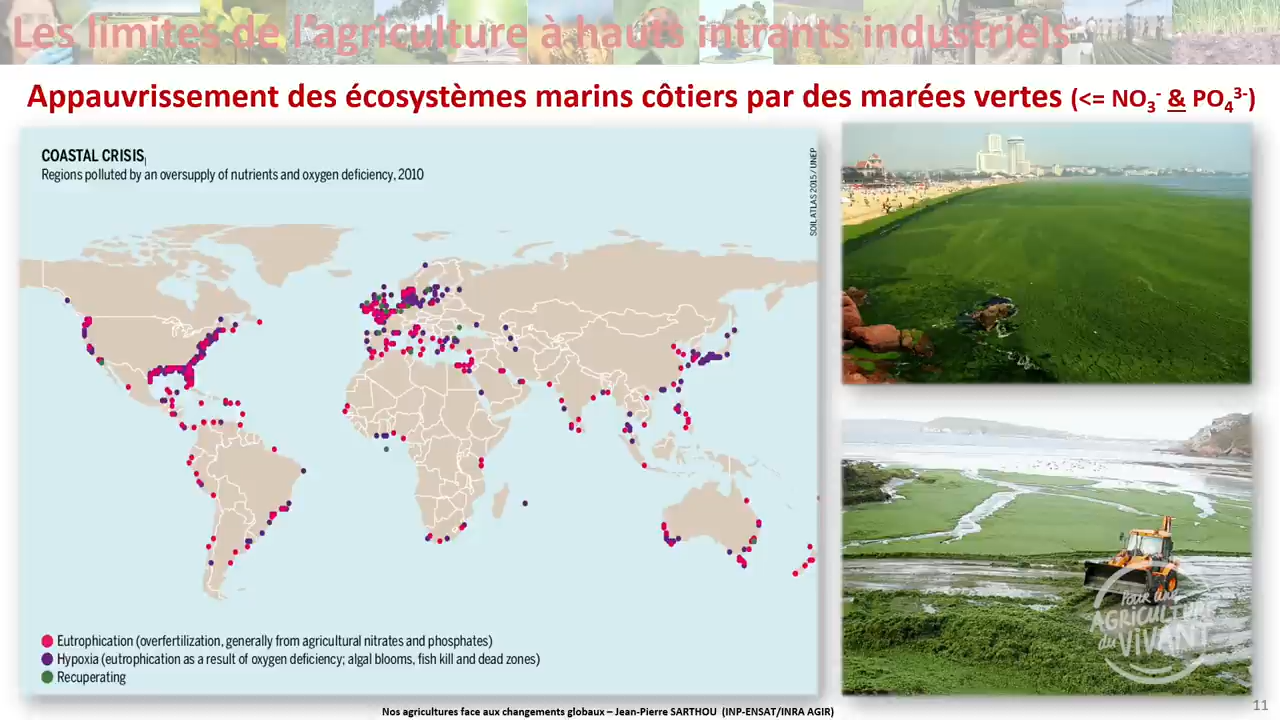 Les limites de l'agriculture à hauts intrants industriels
Appauvrissement des écosystèmes marins côtiers par des marées vertes (<= NO₃⁻ & PO₄³⁻)
COASTAL CRISIS
Regions polluted by an oversupply of nutrients and oxygen deficiency, 2010
SOIL ATLAS 2015 / UNEP
Eutrophication (overfertilization, generally from agricultural nitrates and phosphates)
Hypoxia (eutrophication as a result of oxygen deficiency; algal blooms, fish kill and dead zones)
Recuperating
Pour une
AGRICULTURE
du ViVANT
Nos agricultures face aux changements globaux – Jean-Pierre SARTHOU (INP-ENSAT/INRA AGIR)
11